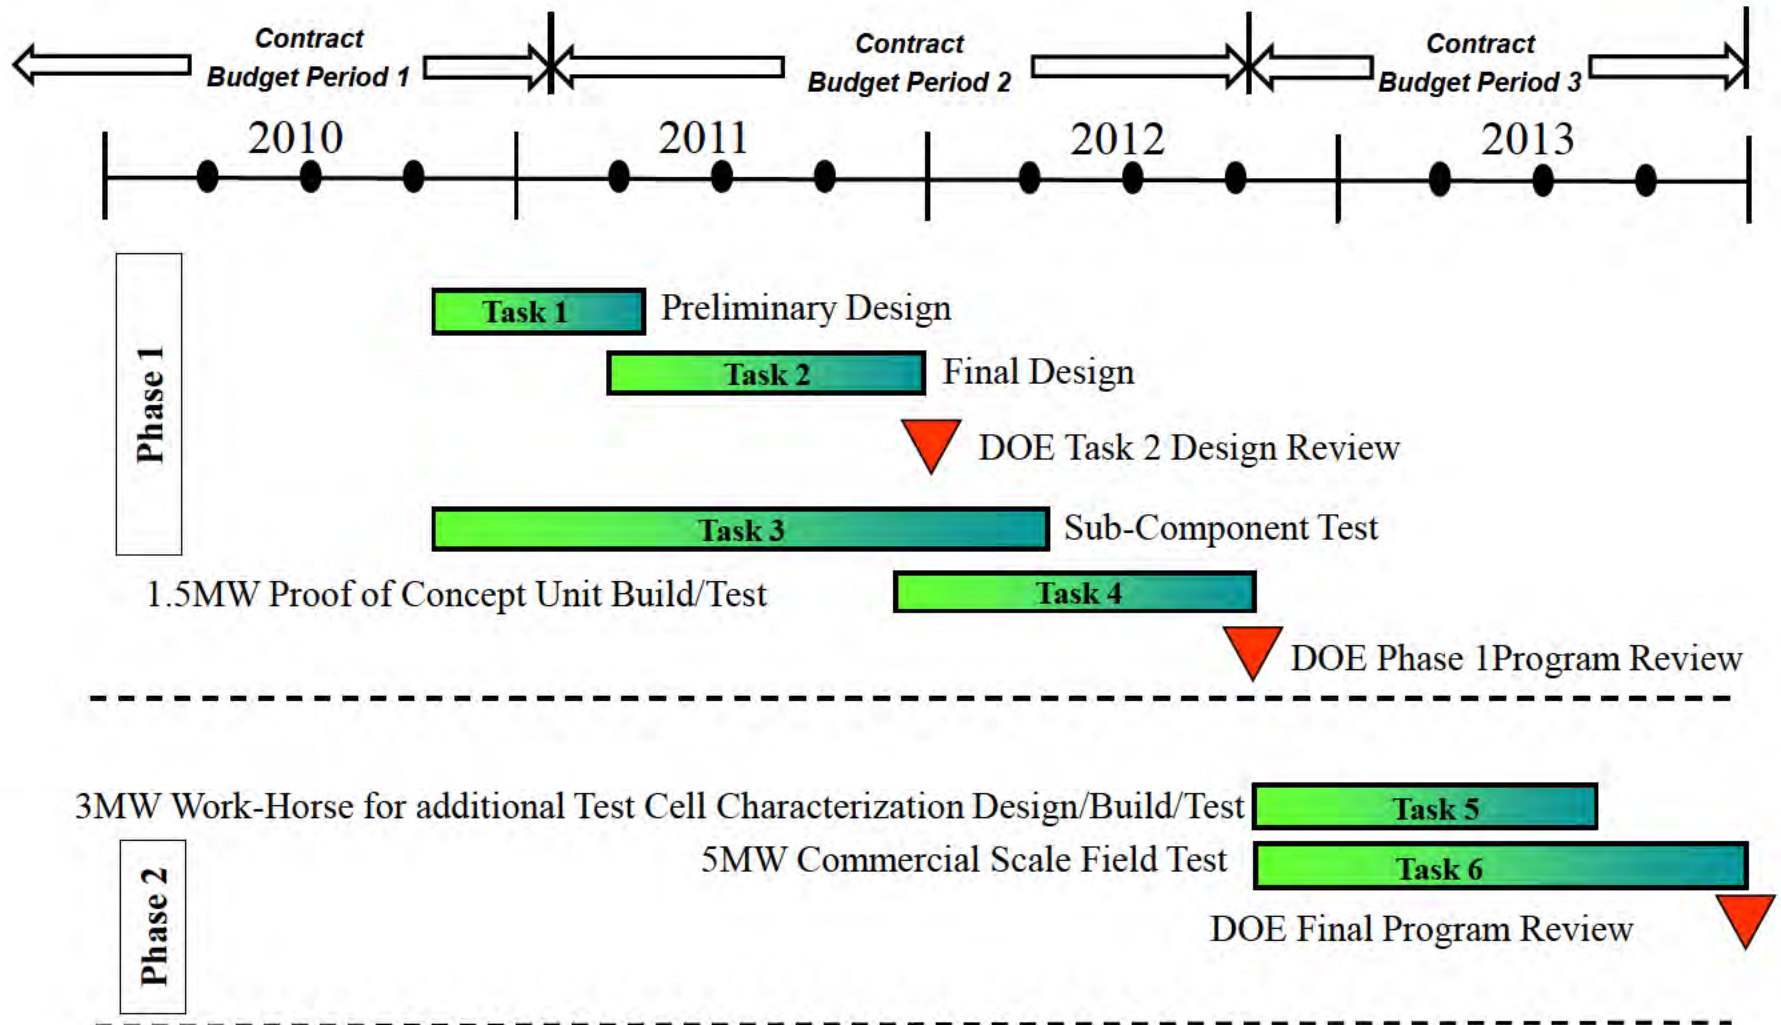 Contract
Budget Period 1
Contract
Budget Period 2
Contract
Budget Period 3
2010
2011
2012
2013
Phase 1
Task 1
Preliminary Design
Task 2
Final Design
DOE Task 2 Design Review
Task 3
Sub-Component Test
1.5MW Proof of Concept Unit Build/Test
Task 4
DOE Phase 1Program Review
3MW Work-Horse for additional Test Cell Characterization Design/Build/Test
Task 5
5MW Commercial Scale Field Test
Task 6
Phase 2
DOE Final Program Review